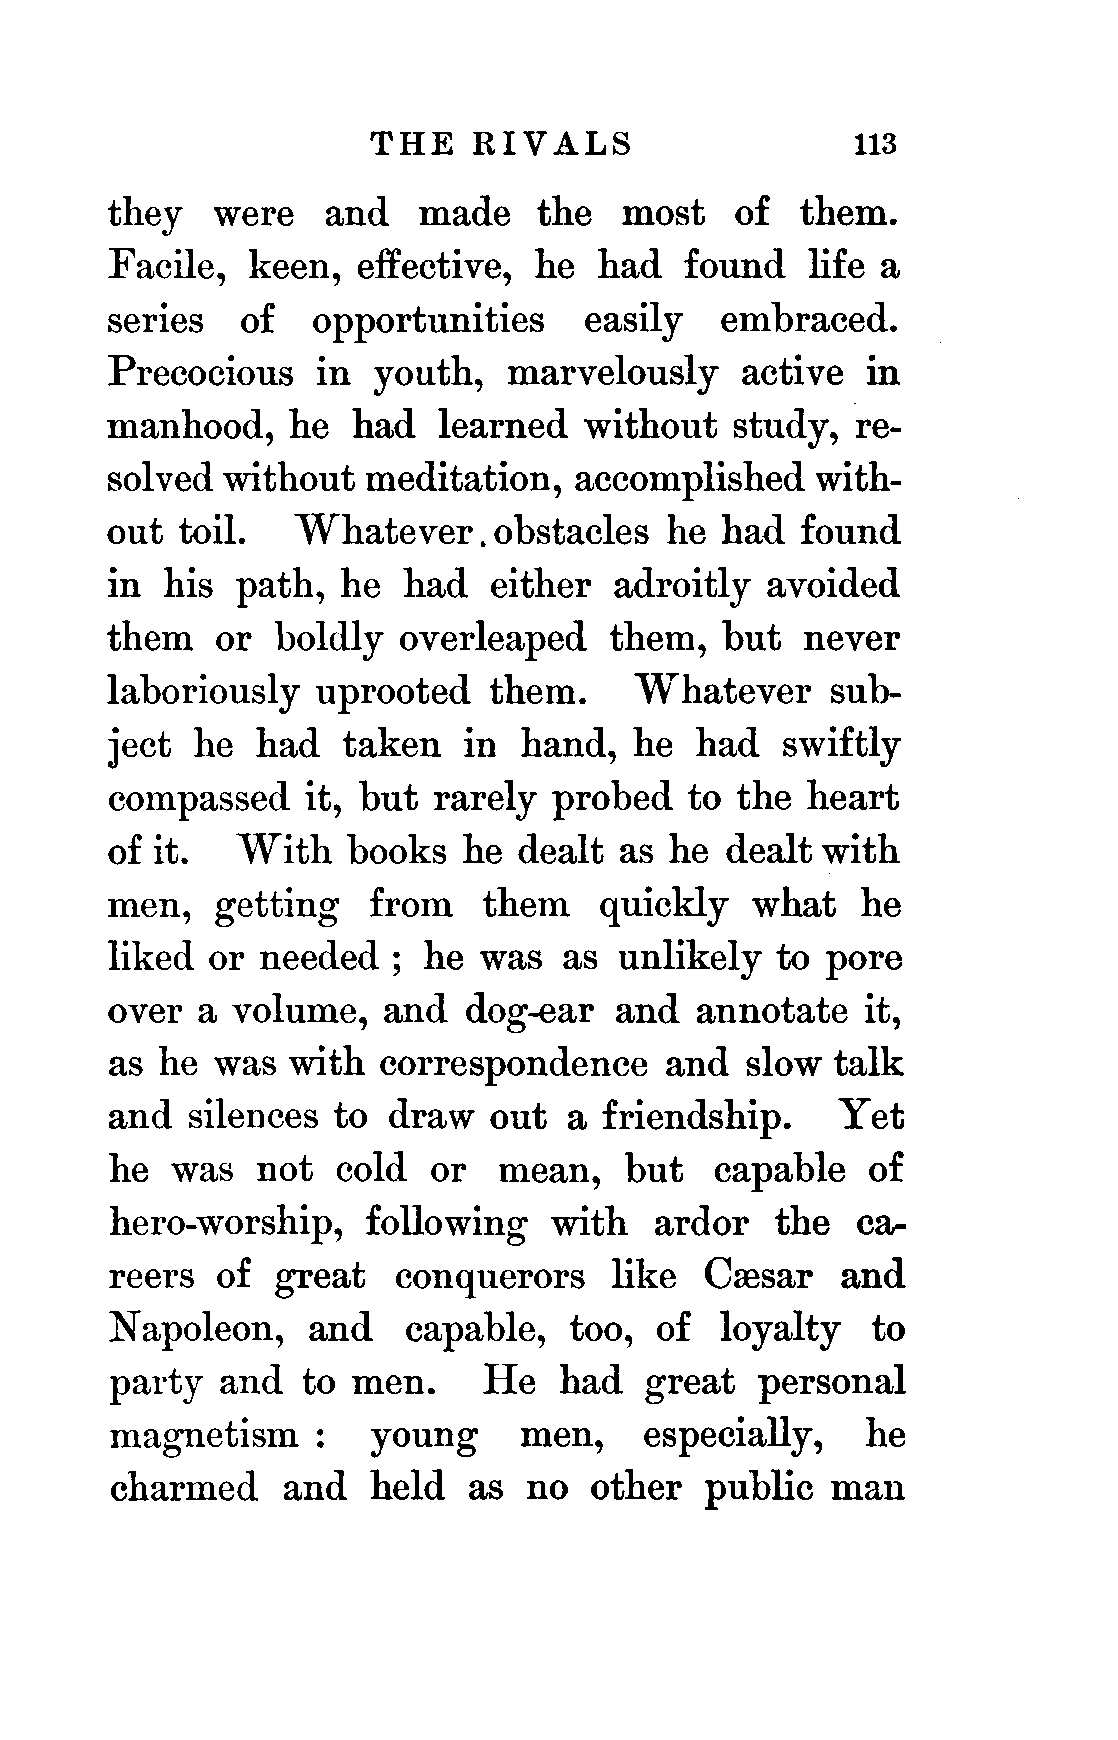 THE RIVALS 113
they were and made the most of them.
Facile, keen, effective, he had found life a
series of opportunities easily embraced.
Precocious in youth, marvelously active in
manhood, he had learned without study, re-
solved without meditation, accomplished with-
out toil. Whatever obstacles he had found
in his path, he had either adroitly avoided
them or boldly overleaped them, but never
laboriously uprooted them. Whatever sub-
ject he had taken in hand, he had swiftly
compassed it, but rarely probed to the heart
of it. With books he dealt as he dealt with
men, getting from them quickly what he
liked or needed ; he was as unlikely to pore
over a volume, and dog-ear and annotate it,
as he was with correspondence and slow talk
and silences to draw out a friendship. Yet
he was not cold or mean, but capable of
hero-worship, following with ardor the ca-
reers of great conquerors like Cæsar and
Napoleon, and capable, too, of loyalty to
party and to men. He had great personal
magnetism : young men, especially, he
charmed and held as no other public man